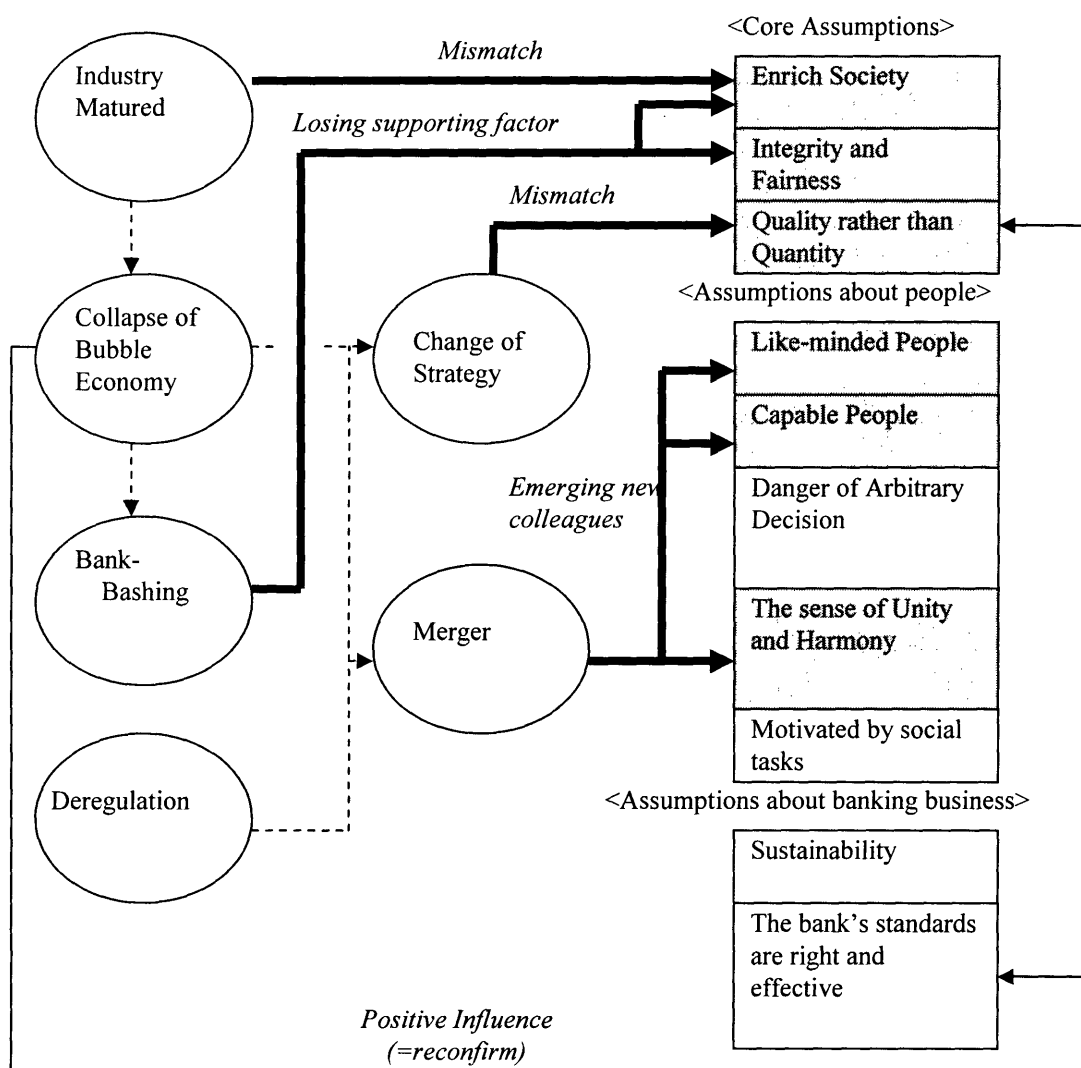 <Core Assumptions>
Mismatch
Industry
Matured
Enrich Society
Losing supporting factor
Integrity and
Fairness
Mismatch
Quality rather than
Quantity
<Assumptions about people>
Collapse of
Bubble
Economy
Change of
Strategy
Like-minded People
Capable People
Emerging new
colleagues
Danger of Arbitrary
Decision
Bank-
Bashing
Merger
The sense of Unity
and Harmony
Motivated by social
tasks
Deregulation
<Assumptions about banking business>
Sustainability
The bank's standards
are right and
effective
Positive Influence
(=reconfirm)